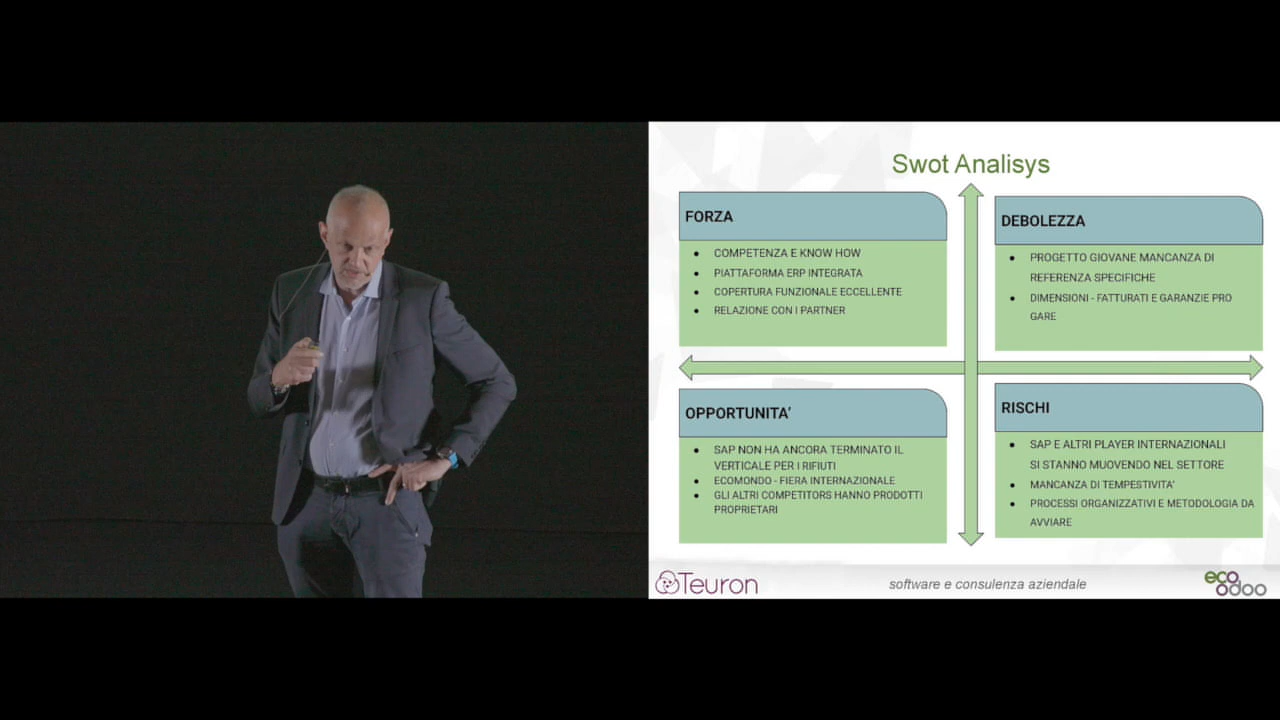 Swot Analisys
FORZA
COMPETENZA E KNOW HOW
PIATTAFORMA ERP INTEGRATA
COPERTURA FUNZIONALE ECCELLENTE
RELAZIONE CON I PARTNER
DEBOLEZZA
PROGETTO GIOVANE MANCANZA DI
REFERENZA SPECIFICHE
DIMENSIONI - FATTURATI E GARANZIE PRO
GARE
OPPORTUNITA'
SAP NON HA ANCORA TERMINATO IL
VERTICALE PER I RIFIUTI
ECOMONDO - FIERA INTERNAZIONALE
GLI ALTRI COMPETITORS HANNO PRODOTTI
PROPRIETARI
RISCHI
SAP E ALTRI PLAYER INTERNAZIONALI
SI STANNO MUOVENDO NEL SETTORE
MANCANZA DI TEMPESTIVITA'
PROCESSI ORGANIZZATIVI E METODOLOGIA DA
AVVIARE
Teuron
software e consulenza aziendale
eco
odoo